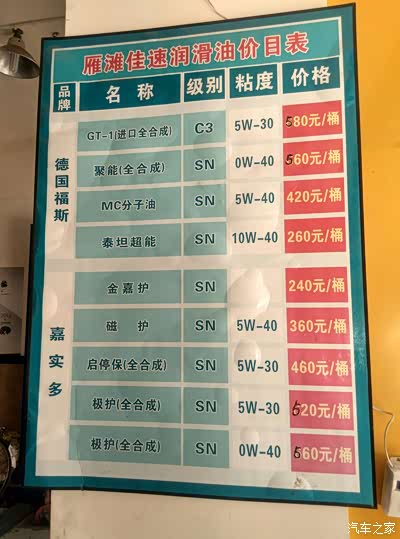 雁滩佳速润滑油价目表
品牌 名称 级别 粘度 价格
德国福斯
GT-1(进口全合成) C3 5W-30 580元/桶
聚能(全合成) SN 0W-40 560元/桶
MC分子油 SN 5W-40 420元/桶
泰坦超能 SN 10W-40 260元/桶
嘉实多
金嘉护 SN 240元/桶
磁护 SN 5W-40 360元/桶
启停保(全合成) SN 5W-30 460元/桶
极护(全合成) SN 5W-30 520元/桶
极护(全合成) SN 0W-40 560元/桶
汽车之家